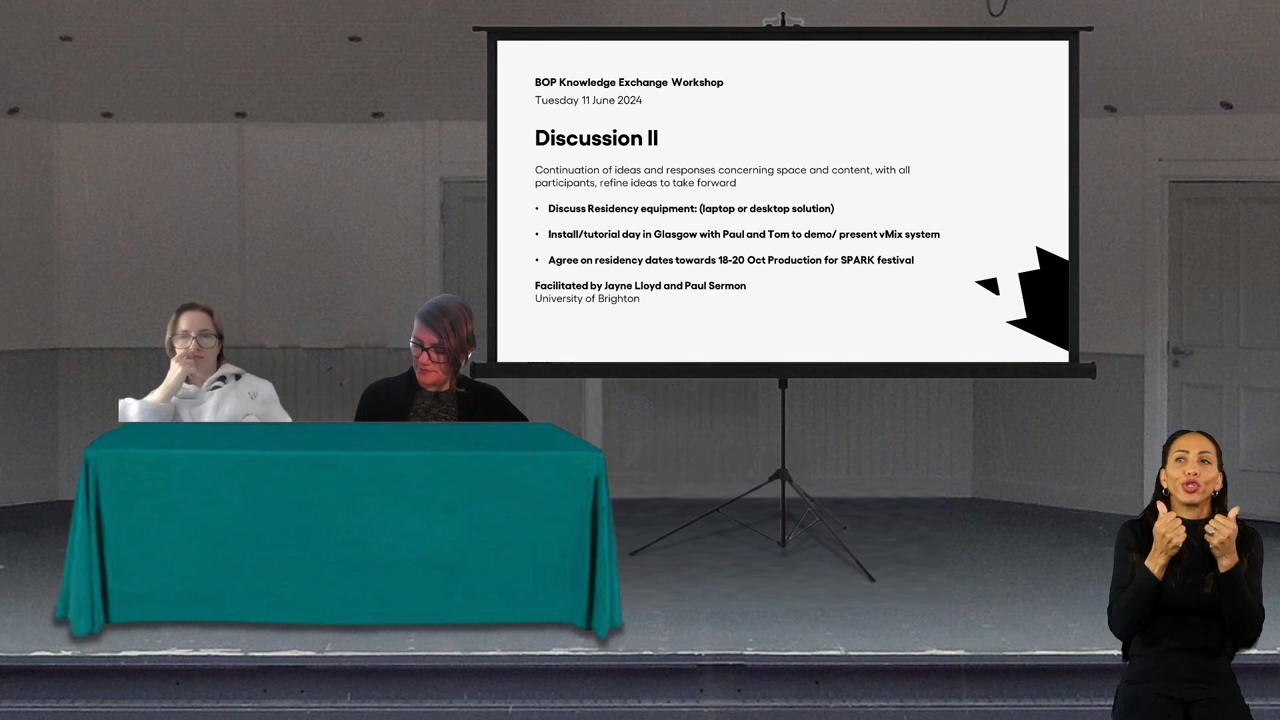 BOP Knowledge Exchange Workshop
Tuesday 11 June 2024
Discussion II
Continuation of ideas and responses concerning space and content, with all
participants, refine ideas to take forward
• Discuss Residency equipment: (laptop or desktop solution)
• Install/tutorial day in Glasgow with Paul and Tom to demo/ present vMix system
• Agree on residency dates towards 18-20 Oct Production for SPARK festival
Facilitated by Jayne Lloyd and Paul Sermon
University of Brighton